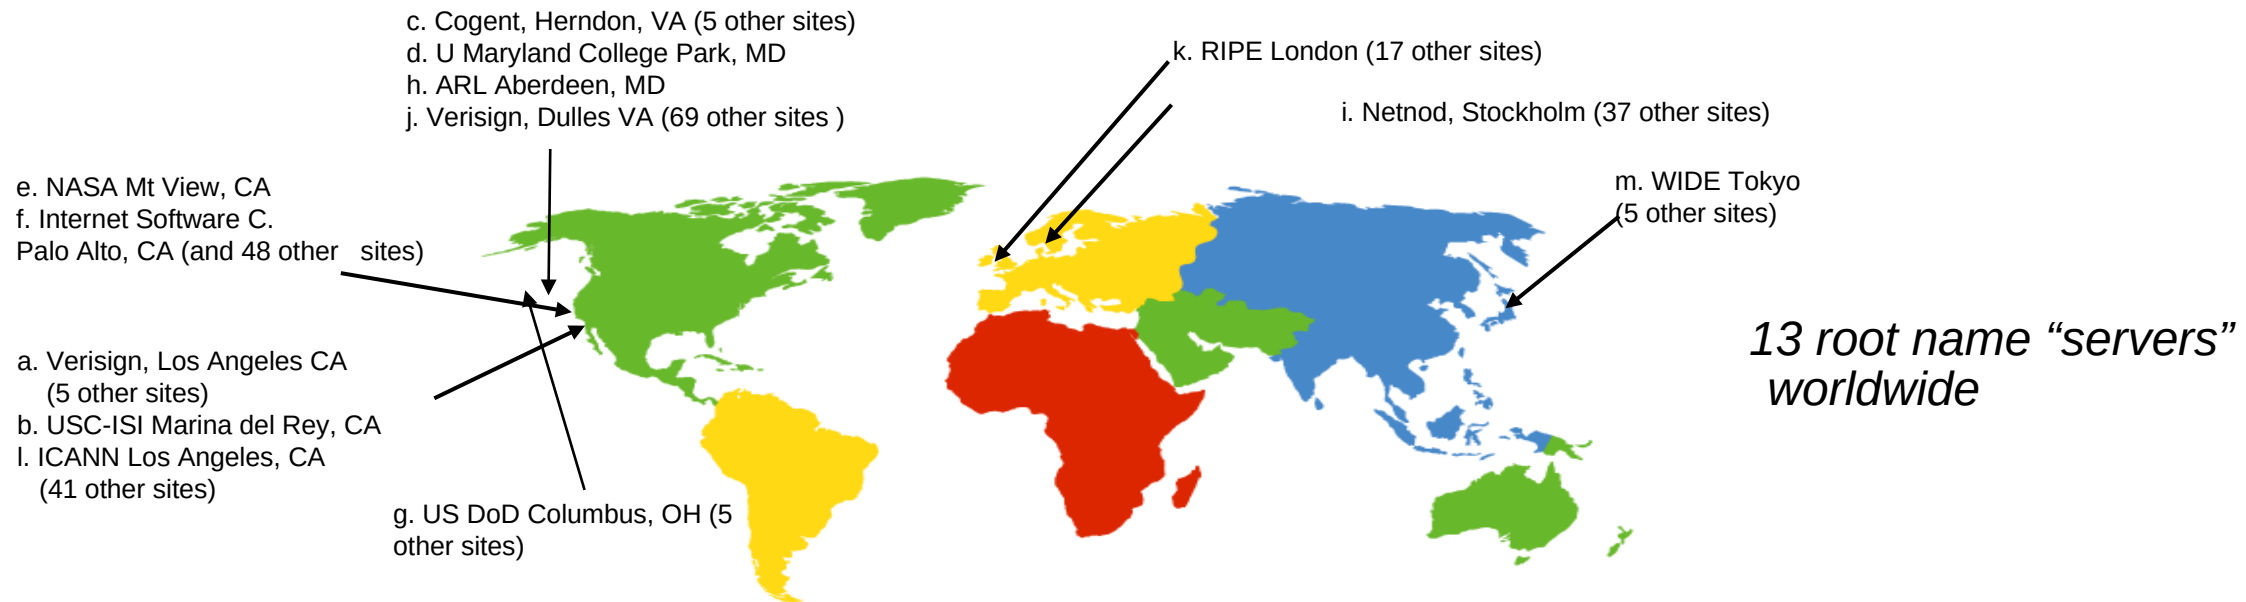 c. Cogent, Herndon, VA (5 other sites)
d. U Maryland College Park, MD
h. ARL Aberdeen, MD
j. Verisign, Dulles VA (69 other sites )
k. RIPE London (17 other sites)
i. Netnod, Stockholm (37 other sites)
e. NASA Mt View, CA
f. Internet Software C.
Palo Alto, CA (and 48 other   sites)
m. WIDE Tokyo
(5 other sites)
a. Verisign, Los Angeles CA
(5 other sites)
b. USC-ISI Marina del Rey, CA
l. ICANN Los Angeles, CA
(41 other sites)
g. US DoD Columbus, OH (5
other sites)
13 root name “servers”
worldwide